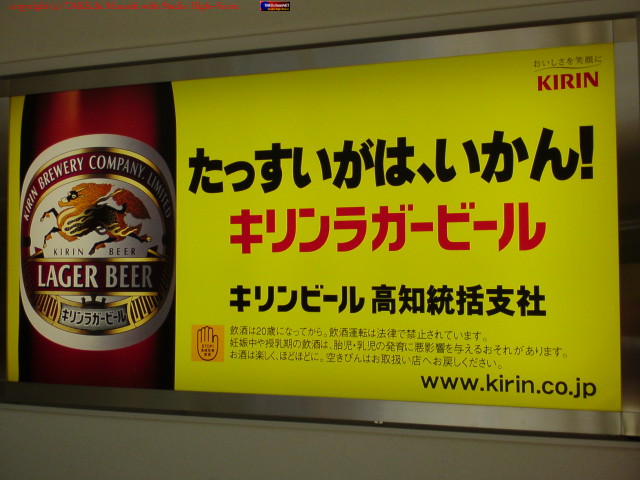 おいしさを笑顔に
KIRIN
KIRIN BREWERY COMPANY, LIMITED
KIRIN BEER
LAGER BEER
キリンラガービール
たっすいがは、いかん!
キリンラガービール
キリンビール 高知統括支社
STOP
飲酒は20歳になってから。飲酒運転は法律で禁止されています。
妊娠中や授乳期の飲酒は、胎児・乳児の発育に悪影響を与えるおそれがあります。
お酒は楽しく、ほどほどに。空きびんはお取扱い店へお戻しください。
www.kirin.co.jp